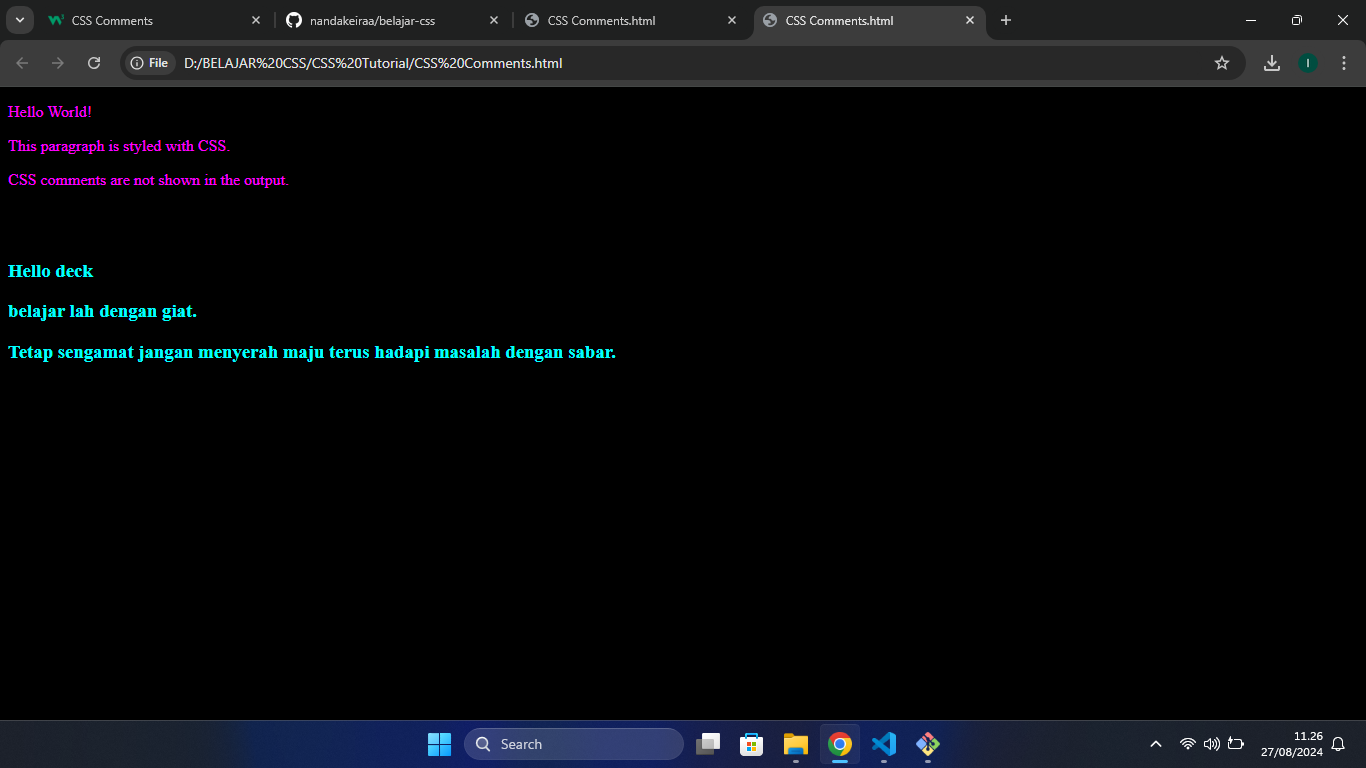 CSS Comments
nandakeiraa/belajar-css
CSS Comments.html
CSS Comments.html
File
D:/BELAJAR%20CSS/CSS%20Tutorial/CSS%20Comments.html
I
Hello World!
This paragraph is styled with CSS.
CSS comments are not shown in the output.
Hello deck
belajar lah dengan giat.
Tetap sengamat jangan menyerah maju terus hadapi masalah dengan sabar.
Search
11.26
27/08/2024